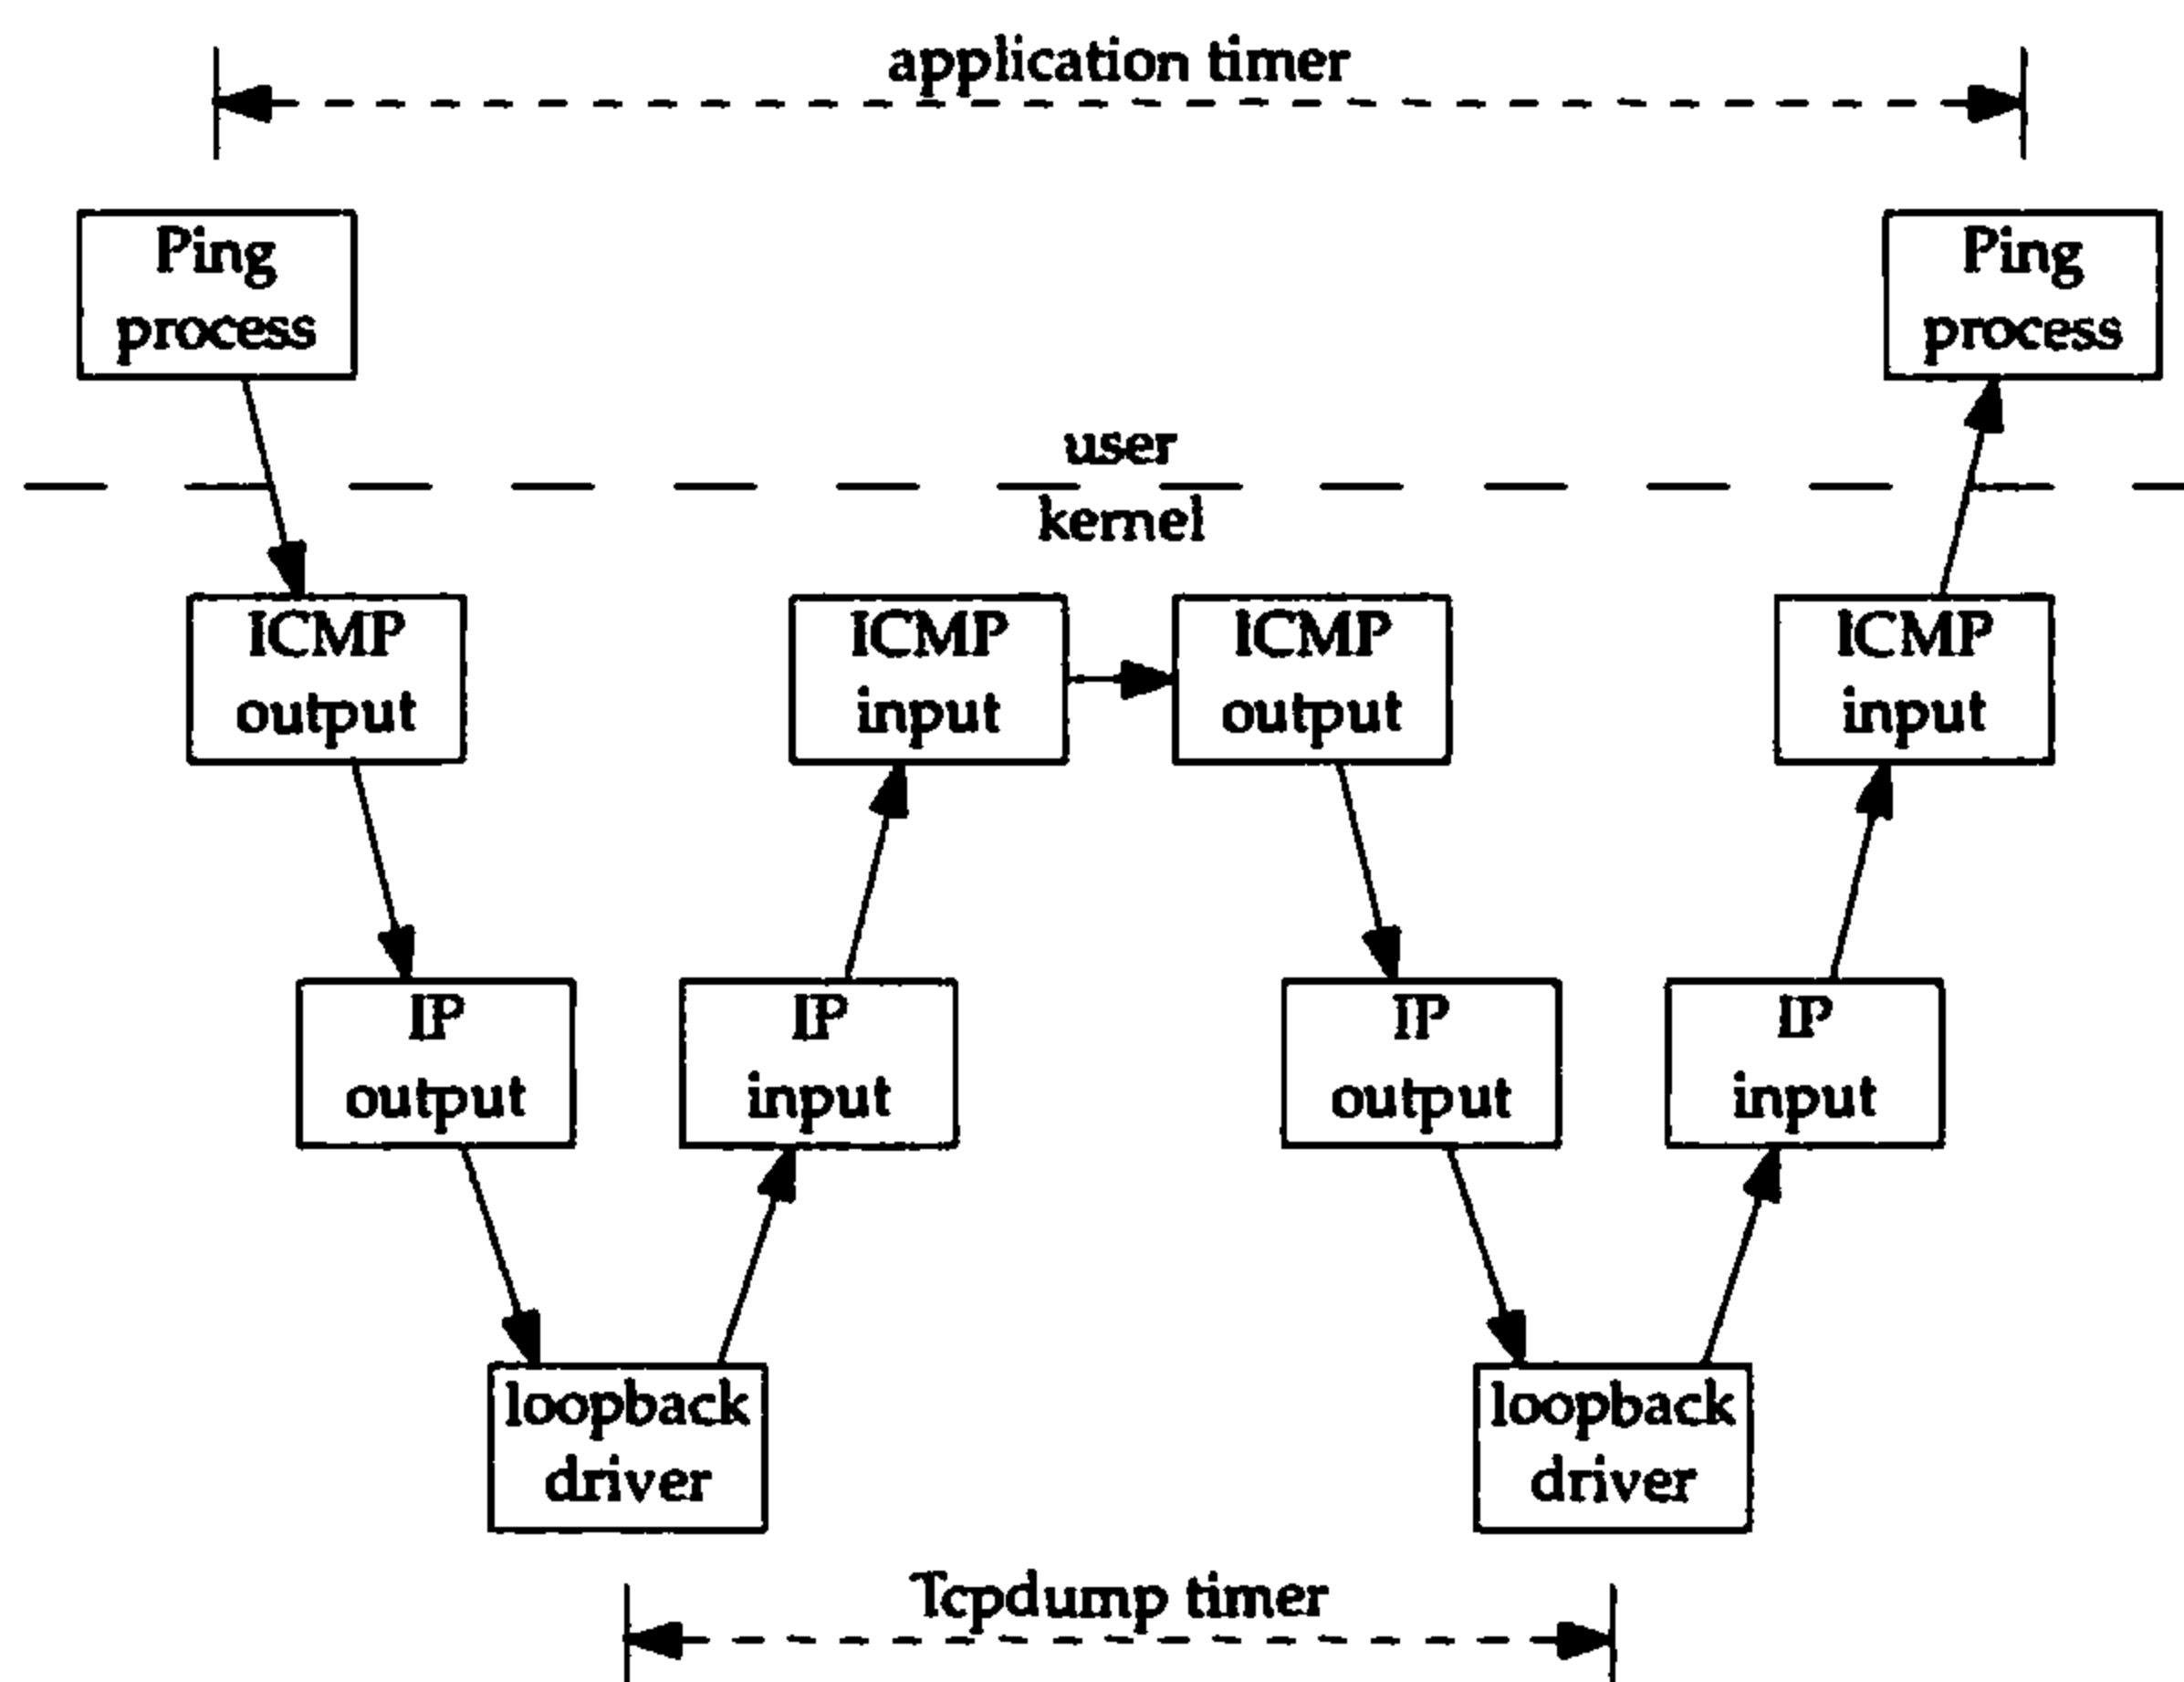 application timer
Ping
process
Ping
process
user
kernel
ICMP
output
ICMP
input
ICMP
output
ICMP
input
IP
output
IP
input
IP
output
IP
input
loopback
driver
loopback
driver
Tcpdump timer